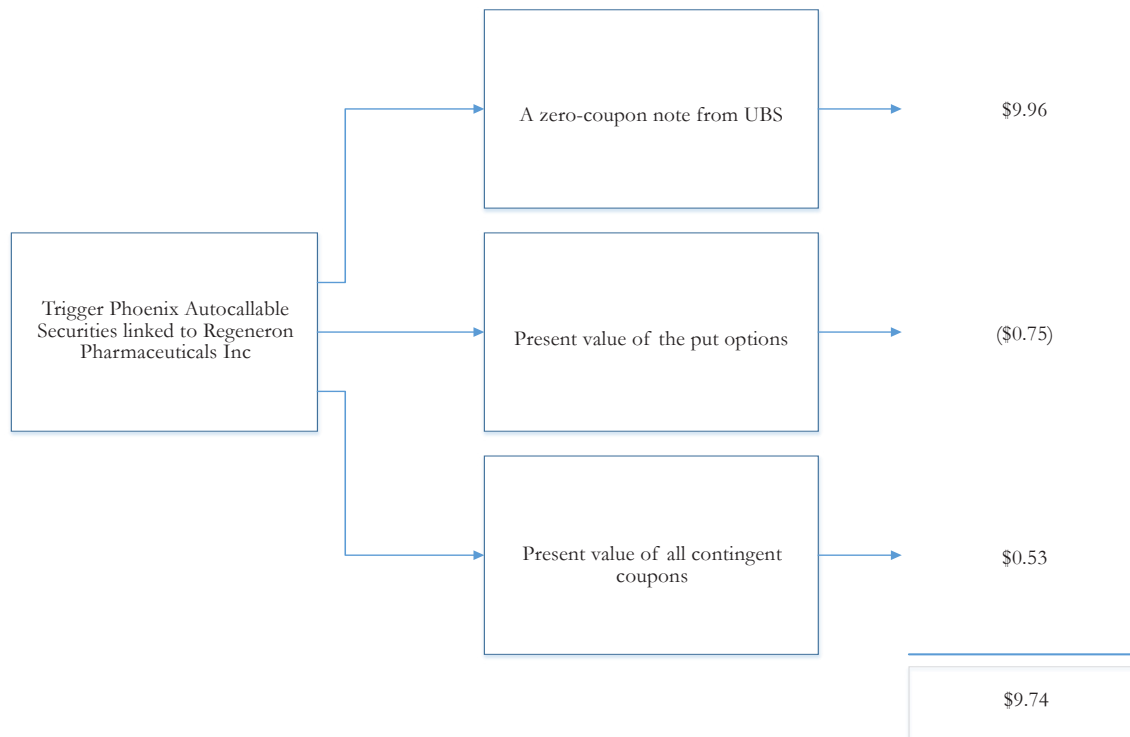 A zero-coupon note from UBS
$9.96
Trigger Phoenix Autocallable
Securities linked to Regeneron
Pharmaceuticals Inc
Present value of the put options
($0.75)
Present value of all contingent
coupons
$0.53
$9.74